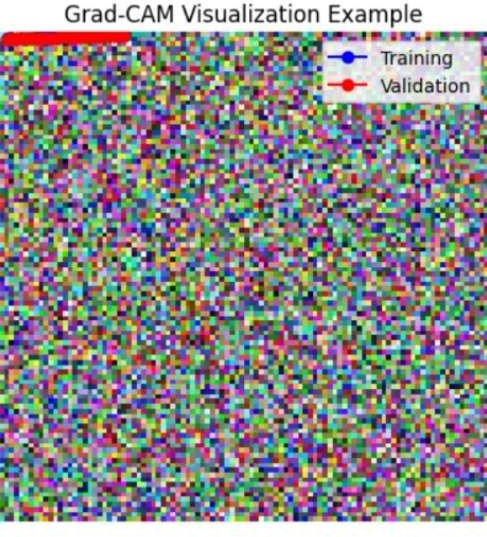 Grad-CAM Visualization Example
Training
Validation